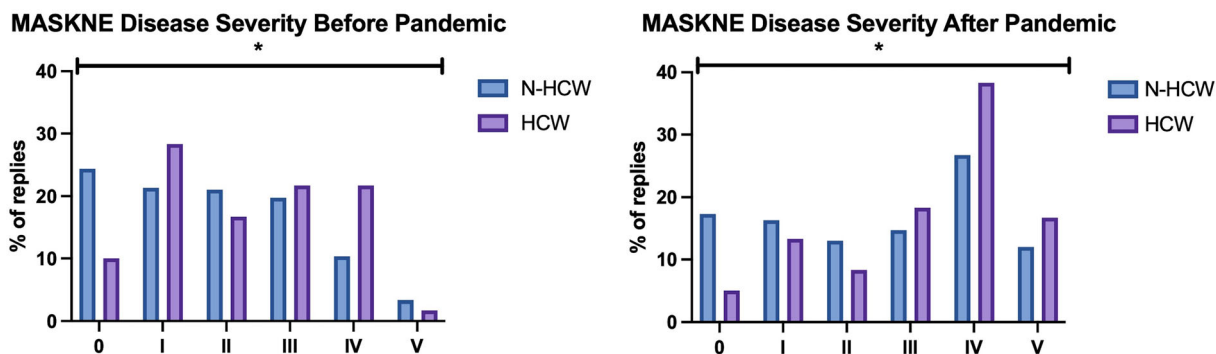 MASKNE Disease Severity Before Pandemic
*
% of replies
40
30
20
10
0
0 I II III IV V
N-HCW
HCW
MASKNE Disease Severity After Pandemic
*
% of replies
40
30
20
10
0
0 I II III IV V
N-HCW
HCW